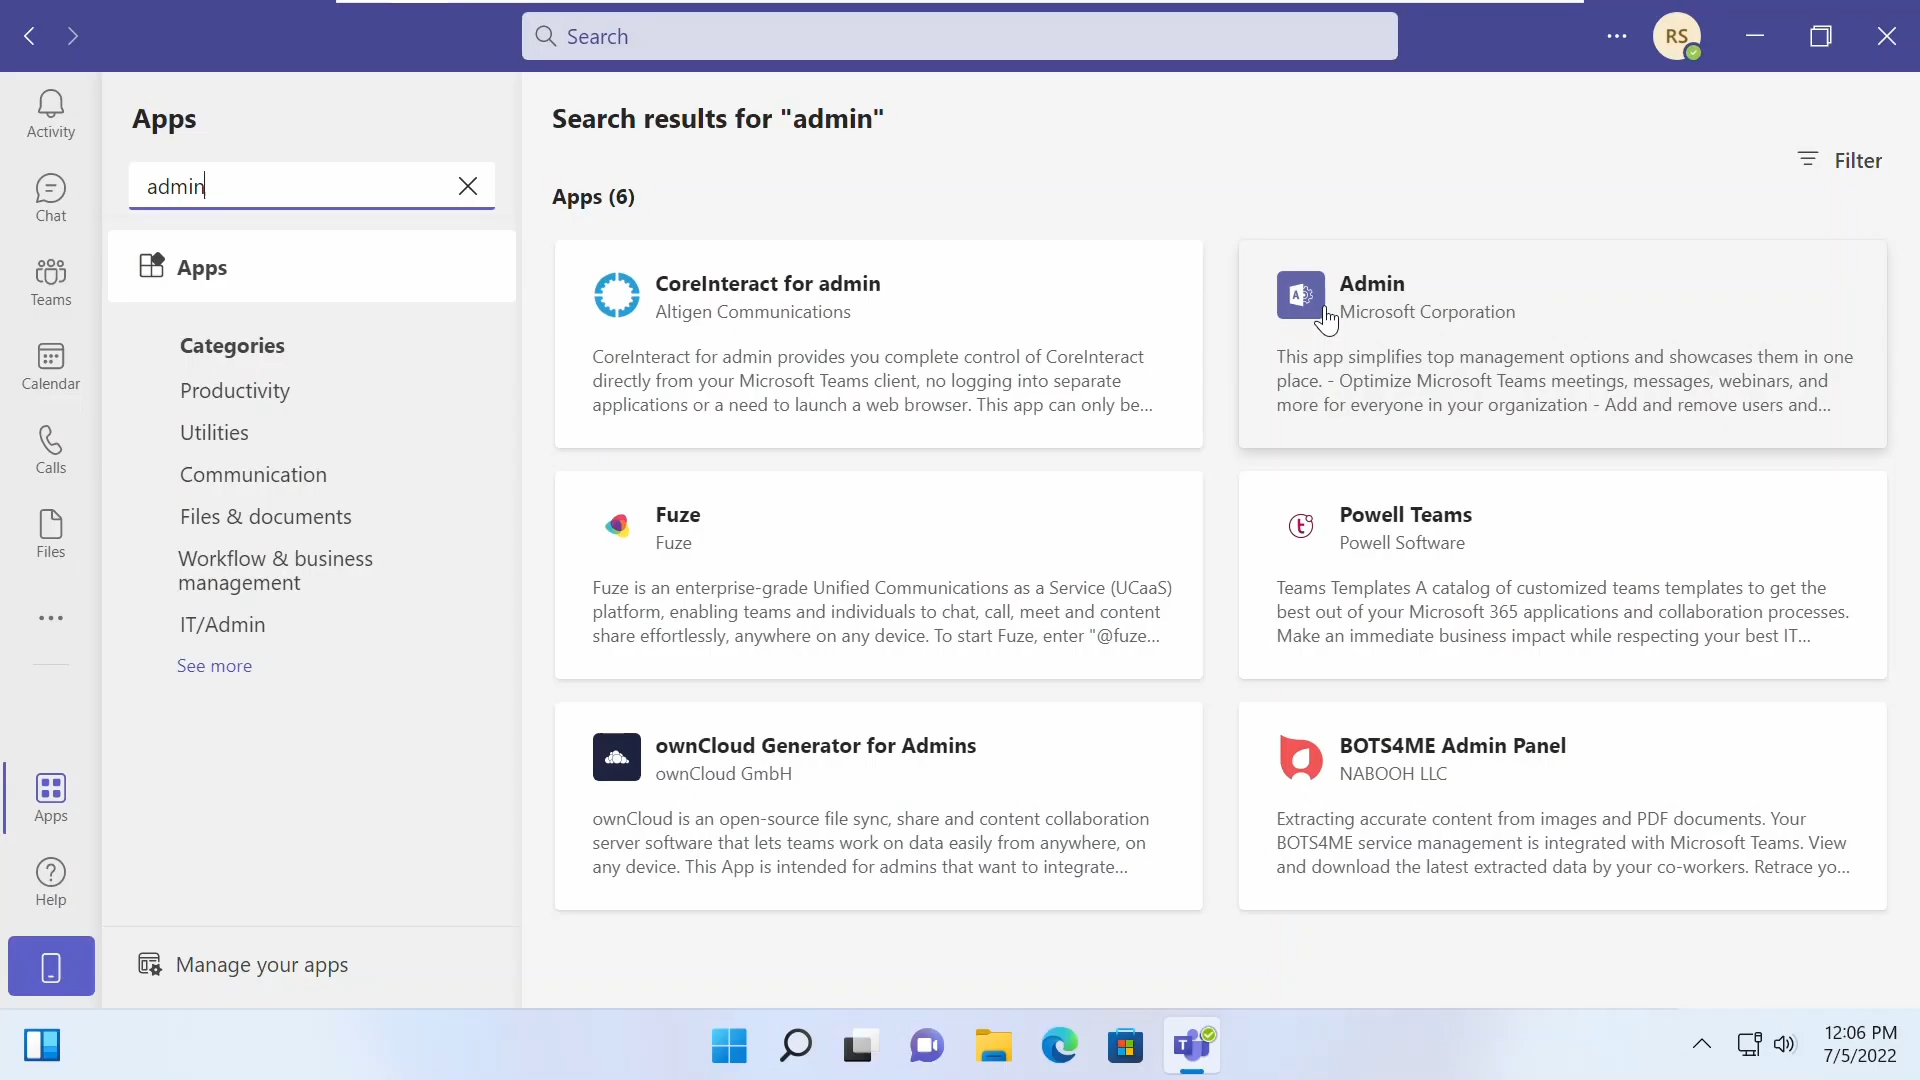 Search
RS
Activity
Chat
Teams
Calendar
Calls
Files
Apps
Help
Apps
admin
Apps
Categories
Productivity
Utilities
Communication
Files & documents
Workflow & business
management
IT/Admin
See more
Manage your apps
Search results for "admin"
Filter
Apps (6)
CoreInteract for admin
Altigen Communications
CoreInteract for admin provides you complete control of CoreInteract
directly from your Microsoft Teams client, no logging into separate
applications or a need to launch a web browser. This app can only be...
Admin
Microsoft Corporation
This app simplifies top management options and showcases them in one
place. - Optimize Microsoft Teams meetings, messages, webinars, and
more for everyone in your organization - Add and remove users and...
Fuze
Fuze
Fuze is an enterprise-grade Unified Communications as a Service (UCaaS)
platform, enabling teams and individuals to chat, call, meet and content
share effortlessly, anywhere on any device. To start Fuze, enter "@fuze...
Powell Teams
Powell Software
Teams Templates A catalog of customized teams templates to get the
best out of your Microsoft 365 applications and collaboration processes.
Make an immediate business impact while respecting your best IT...
ownCloud Generator for Admins
ownCloud GmbH
ownCloud is an open-source file sync, share and content collaboration
server software that lets teams work on data easily from anywhere, on
any device. This App is intended for admins that want to integrate...
BOTS4ME Admin Panel
NABOOH LLC
Extracting accurate content from images and PDF documents. Your
BOTS4ME service management is integrated with Microsoft Teams. View
and download the latest extracted data by your co-workers. Retrace yo...
12:06 PM
7/5/2022